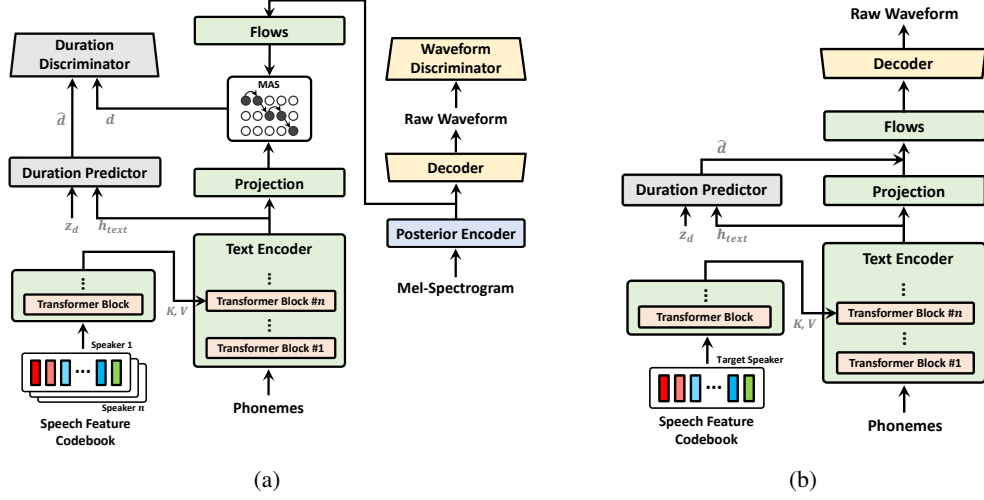 Flows
Duration
Discriminator
MAS
Waveform
Discriminator
d̂
d
Raw Waveform
Decoder
Duration Predictor
Projection
Posterior Encoder
z_d
h_text
Mel-Spectrogram
Text Encoder
⋮
Transformer Block #n
⋮
Transformer Block #1
⋮
Transformer Block
K, V
Speaker 1
...
Speaker n
Speech Feature
Codebook
Phonemes
(a)
Raw Waveform
Decoder
Flows
d̂
Duration Predictor
Projection
z_d
h_text
Text Encoder
⋮
Transformer Block #n
⋮
Transformer Block #1
⋮
Transformer Block
K, V
Target Speaker
...
Speech Feature
Codebook
Phonemes
(b)